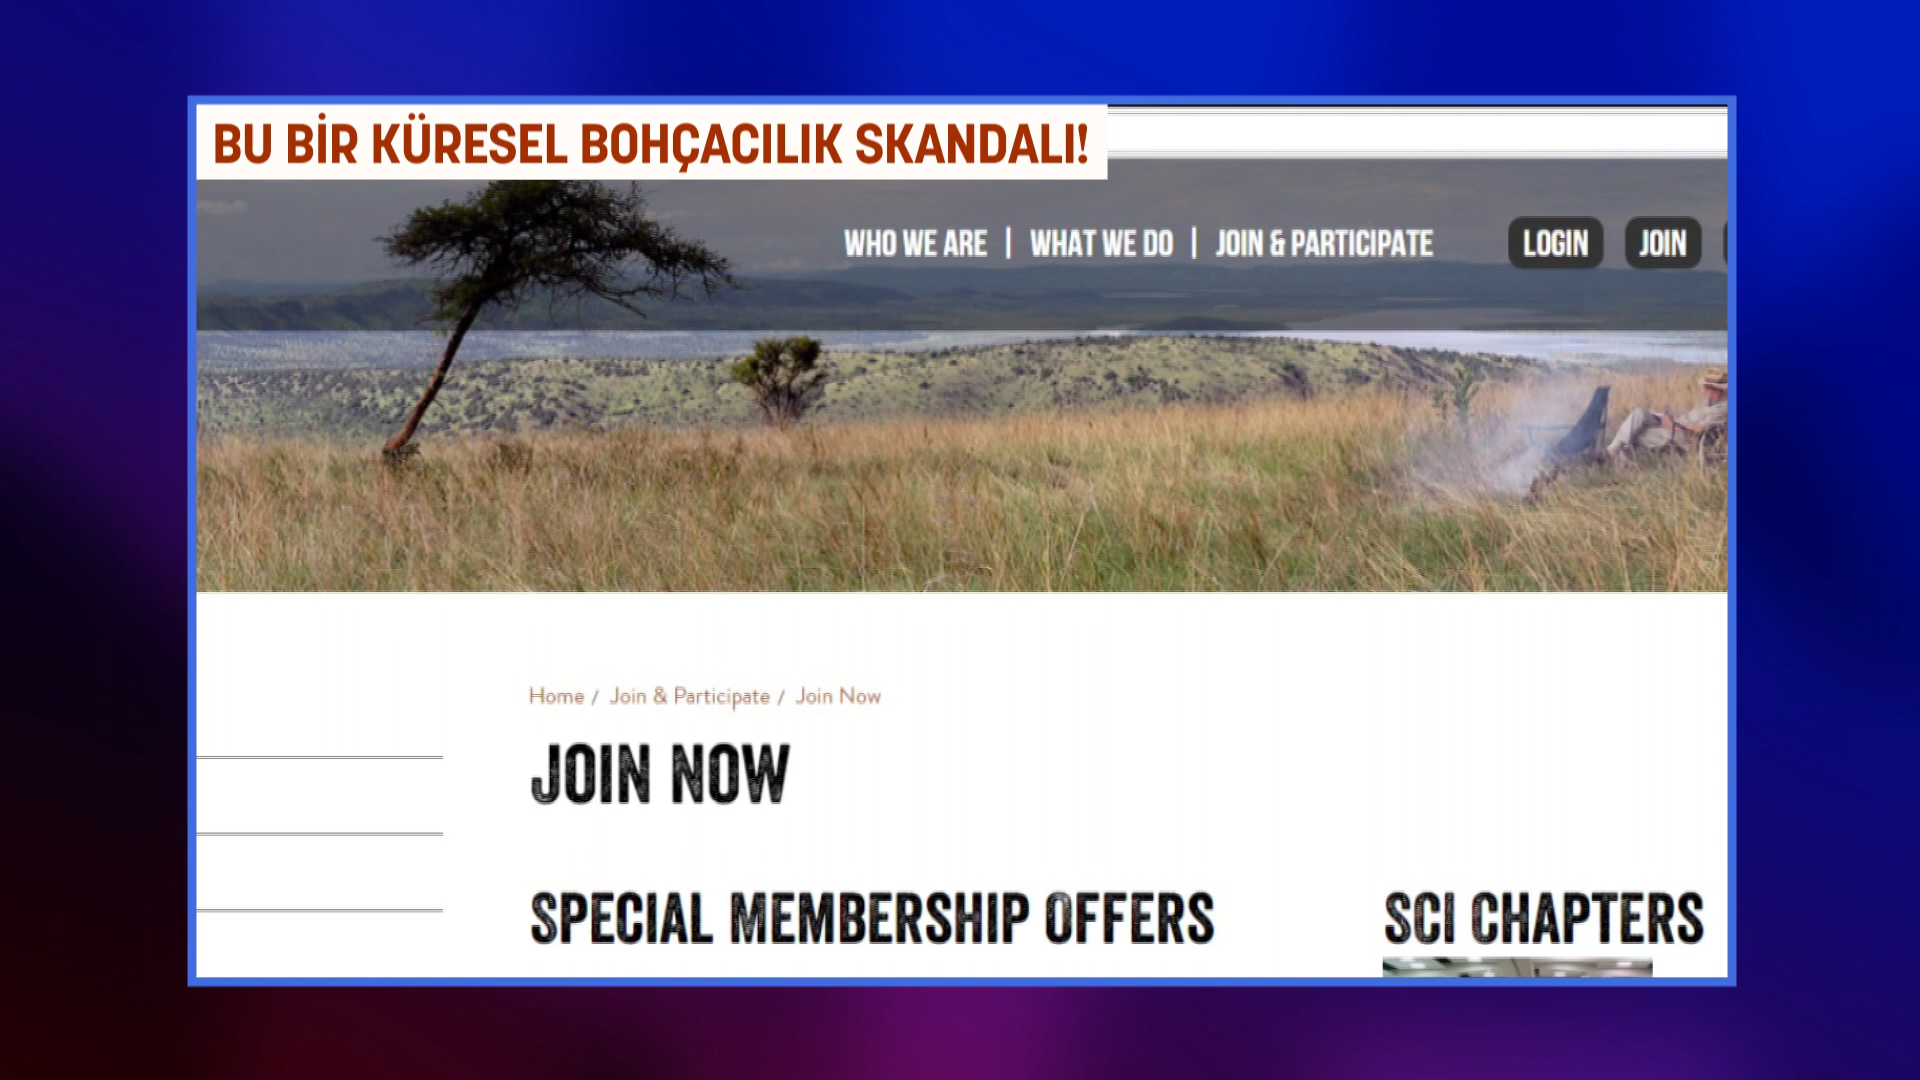 BU BİR KÜRESEL BOHÇACILIK SKANDALI!
WHO WE ARE | WHAT WE DO | JOIN & PARTICIPATE LOGIN JOIN
Home / Join & Participate / Join Now
JOIN NOW
SPECIAL MEMBERSHIP OFFERS
SCI CHAPTERS